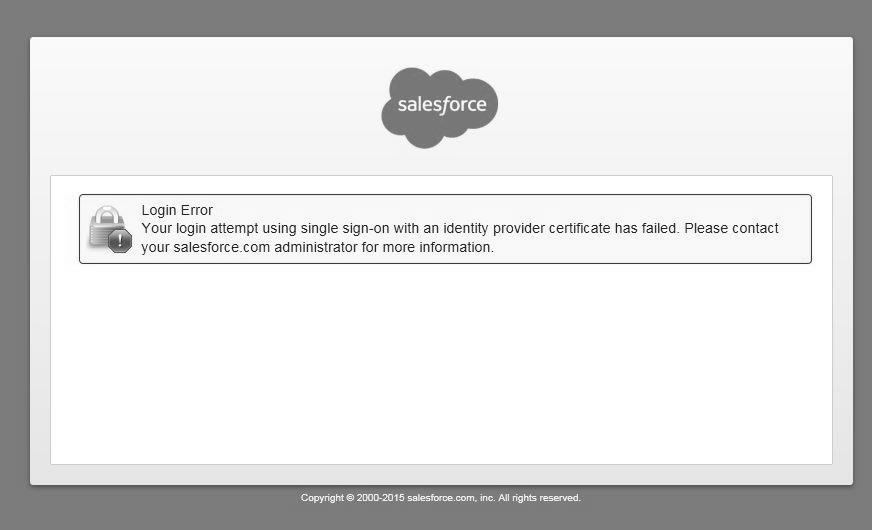 salesforce
Login Error
Your login attempt using single sign-on with an identity provider certificate has failed. Please contact
your salesforce.com administrator for more information.
Copyright © 2000-2015 salesforce.com, inc. All rights reserved.